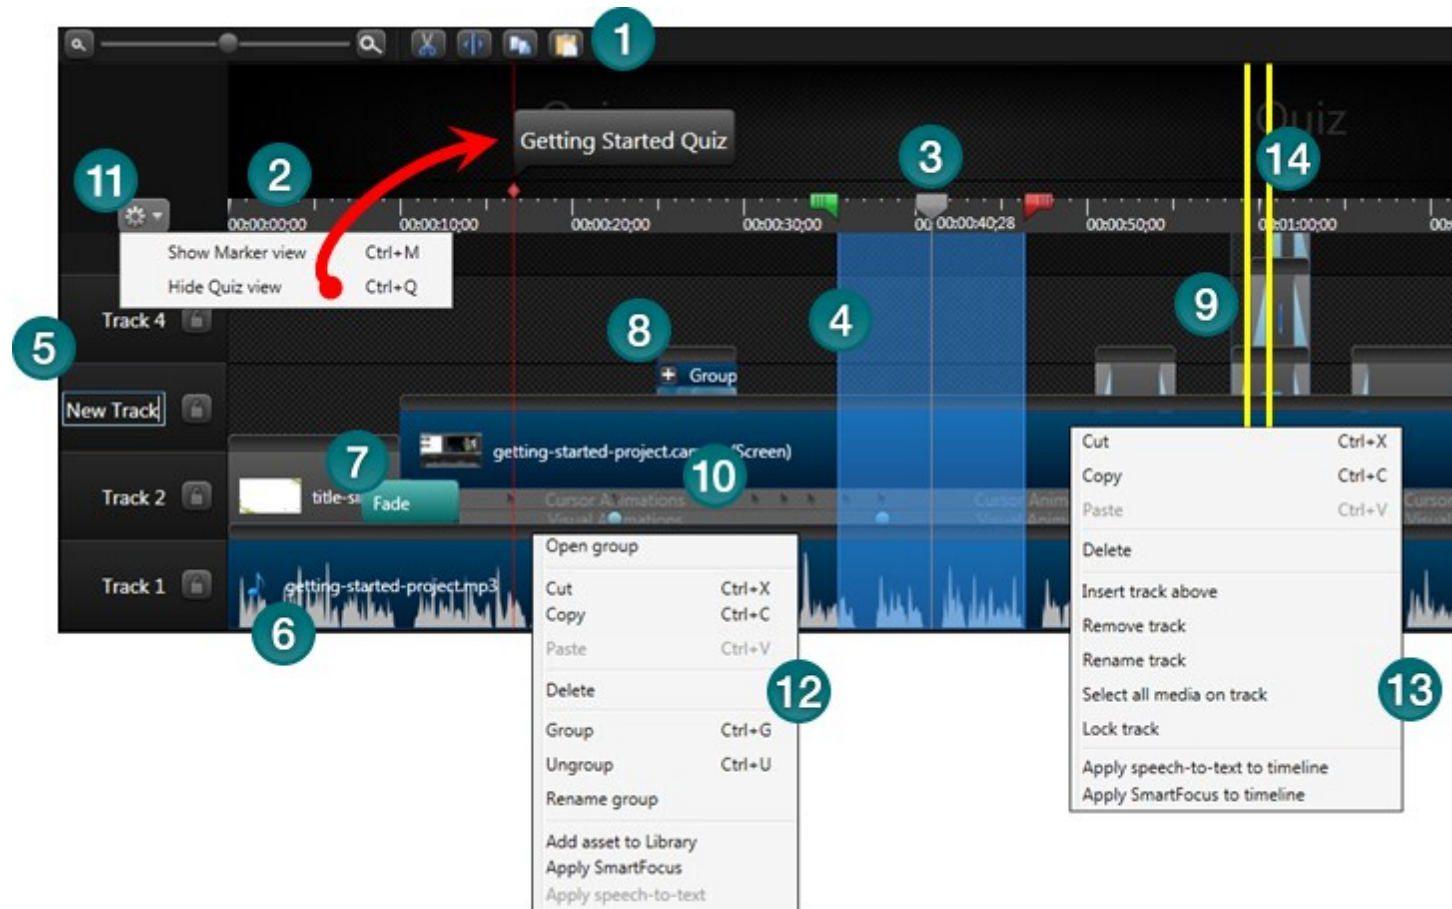 1
Quiz
Quiz
Getting Started Quiz
14
3
11
2
00:00:00;00
00:00:10;00
00:00:20;00
00:00:30;00
00:00:40;28
00:00:50;00
00:01:00;00
Show Marker view Ctrl+M
Hide Quiz view Ctrl+Q
9
4
8
Track 4
5
Group
New Track
Cut Ctrl+X
getting-started-project.
(Screen)
7
10
Copy Ctrl+C
Track 2
Fade
Cursor Animations
Visual Animations
Paste Ctrl+V
Open group
Delete
Track 1
getting-started-project.mp3
Cut Ctrl+X
Insert track above
Copy Ctrl+C
6
Remove track
Paste Ctrl+V
Rename track
Delete
12
Select all media on track
13
Group Ctrl+G
Lock track
Ungroup Ctrl+U
Apply speech-to-text to timeline
Rename group
Apply SmartFocus to timeline
Add asset to Library
Apply SmartFocus
Apply speech-to-text